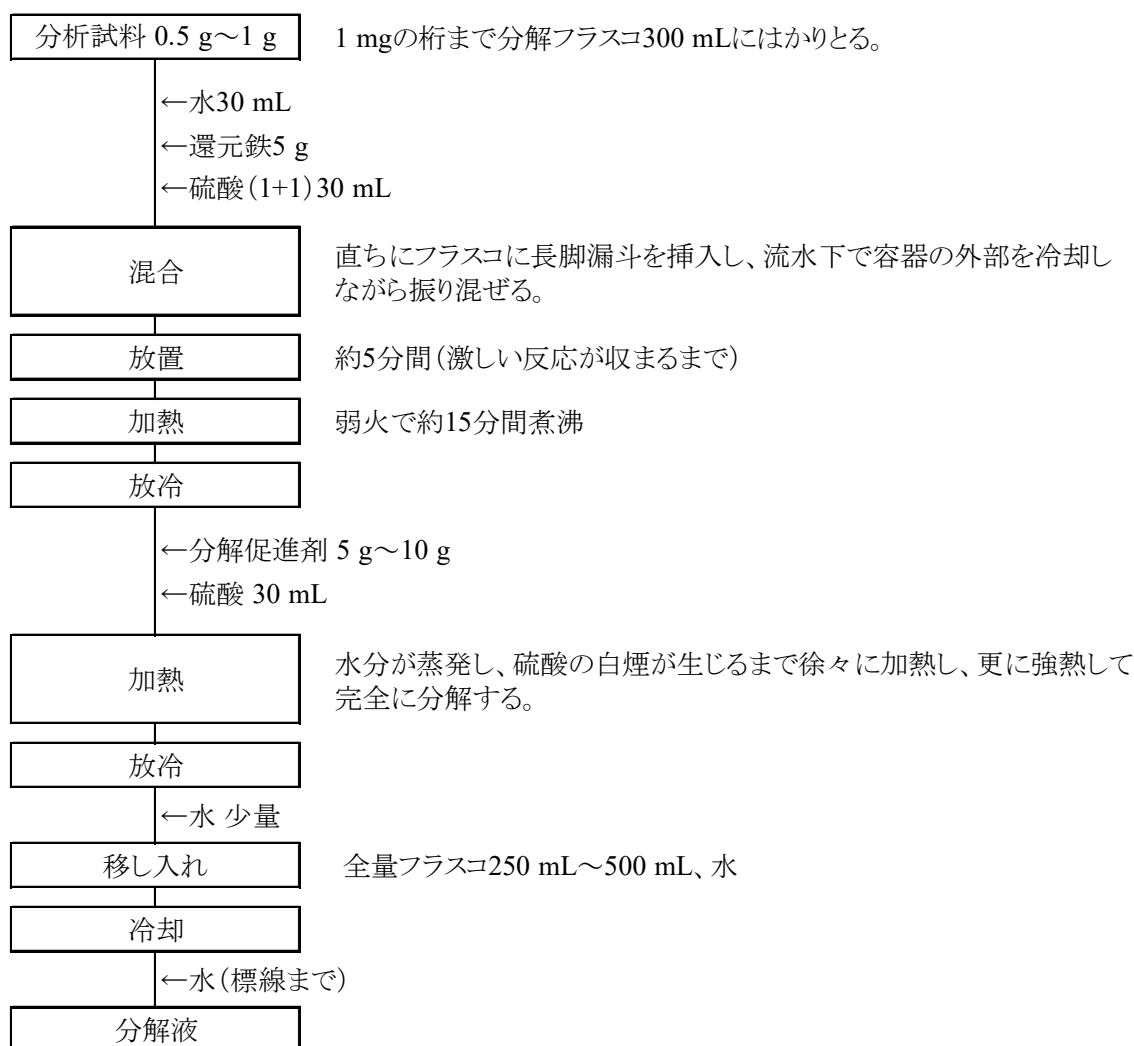 分析試料 0.5 g～1 g
1 mgの桁まで分解フラスコ300 mLにはかりとる。
←水30 mL
←還元鉄5 g
←硫酸（1+1）30 mL
混合
直ちにフラスコに長脚漏斗を挿入し、流水下で容器の外部を冷却し
ながら振り混ぜる。
放置
約5分間（激しい反応が収まるまで）
加熱
弱火で約15分間煮沸
放冷
←分解促進剤 5 g～10 g
←硫酸 30 mL
加熱
水分が蒸発し、硫酸の白煙が生じるまで徐々に加熱し、更に強熱して
完全に分解する。
放冷
←水 少量
移し入れ
全量フラスコ250 mL～500 mL、水
冷却
←水（標線まで）
分解液